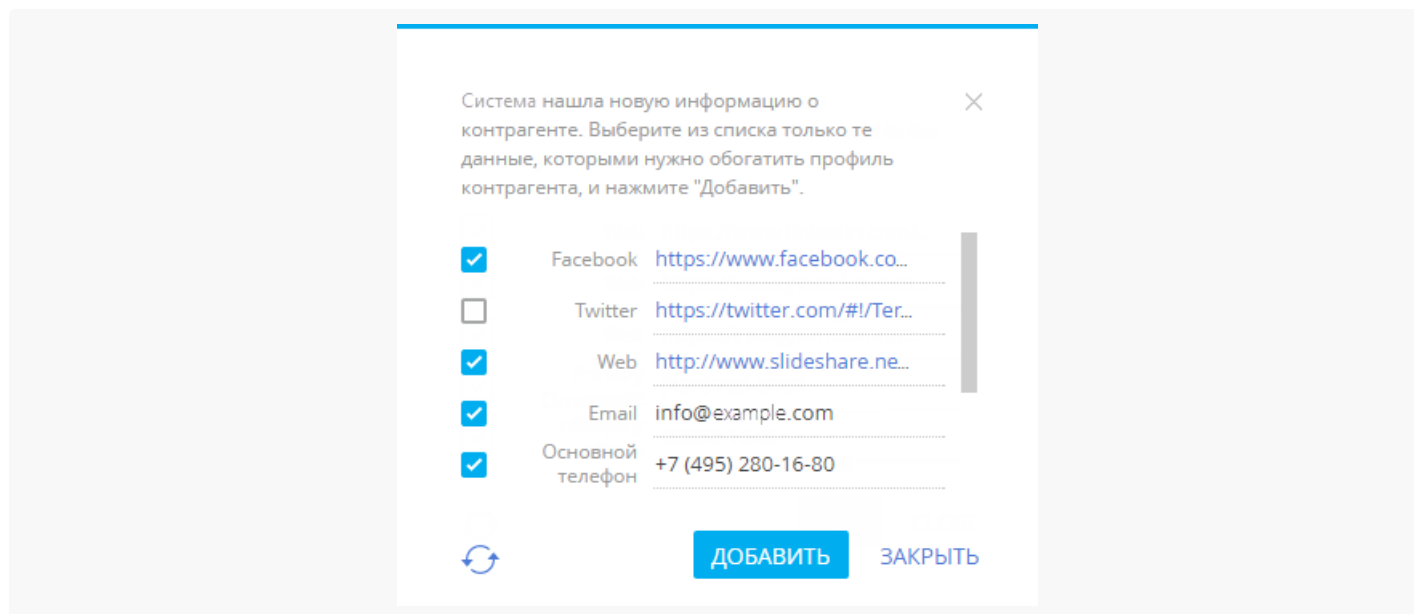 Система нашла новую информацию о
контрагенте. Выберите из списка только те
данные, которыми нужно обогатить профиль
контрагента, и нажмите "Добавить".
Facebook https://www.facebook.co...
Twitter https://twitter.com/#!/Ter...
Web http://www.slideshare.ne...
Email info@example.com
Основной
телефон +7 (495) 280-16-80
ДОБАВИТЬ ЗАКРЫТЬ